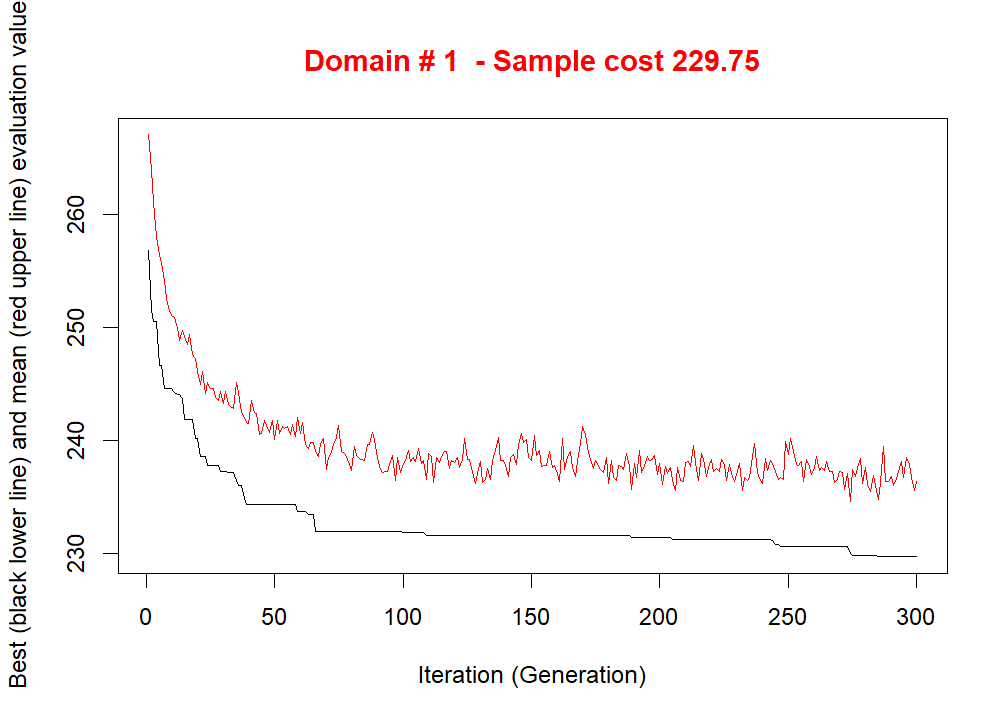 Domain # 1  - Sample cost 229.75
Best (black lower line) and mean (red upper line) evaluation value
260
250
240
230
0 50 100 150 200 250 300
Iteration (Generation)